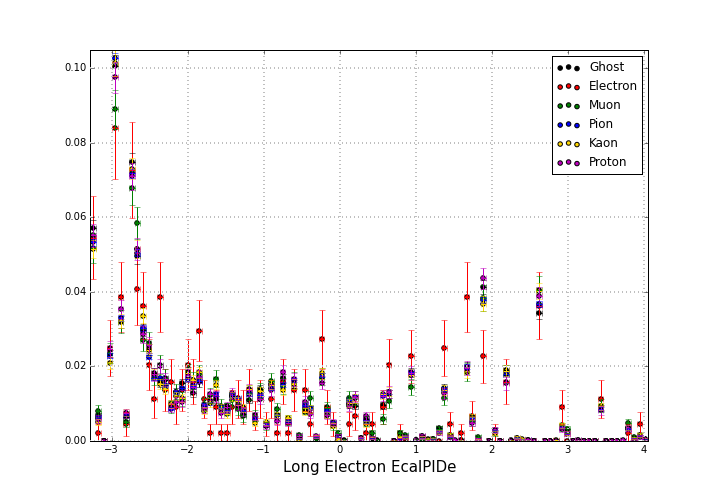 0.10
0.08
0.06
0.04
0.02
0.00
−3
−2
−1
0
1
2
3
4
Long Electron EcalPIDe
Ghost
Electron
Muon
Pion
Kaon
Proton